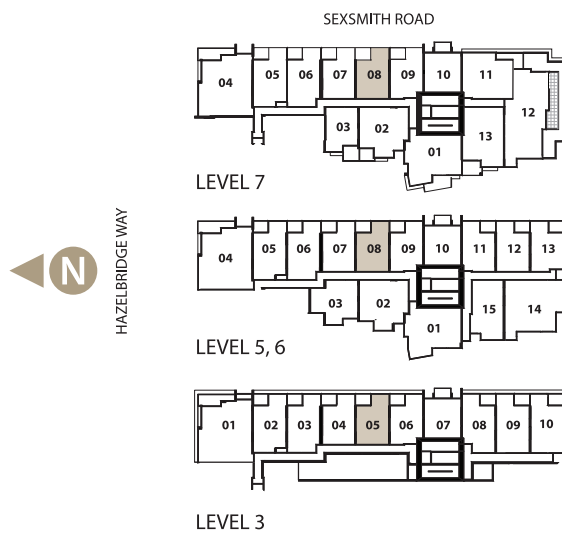 SEXSMITH ROAD
04 05 06 07 08 09 10 11
12
03 02 13
01
LEVEL 7
HAZELBRIDGE WAY
N
04 05 06 07 08 09 10 11 12 13
03 02 15 14
01
LEVEL 5, 6
01 02 03 04 05 06 07 08 09 10
LEVEL 3